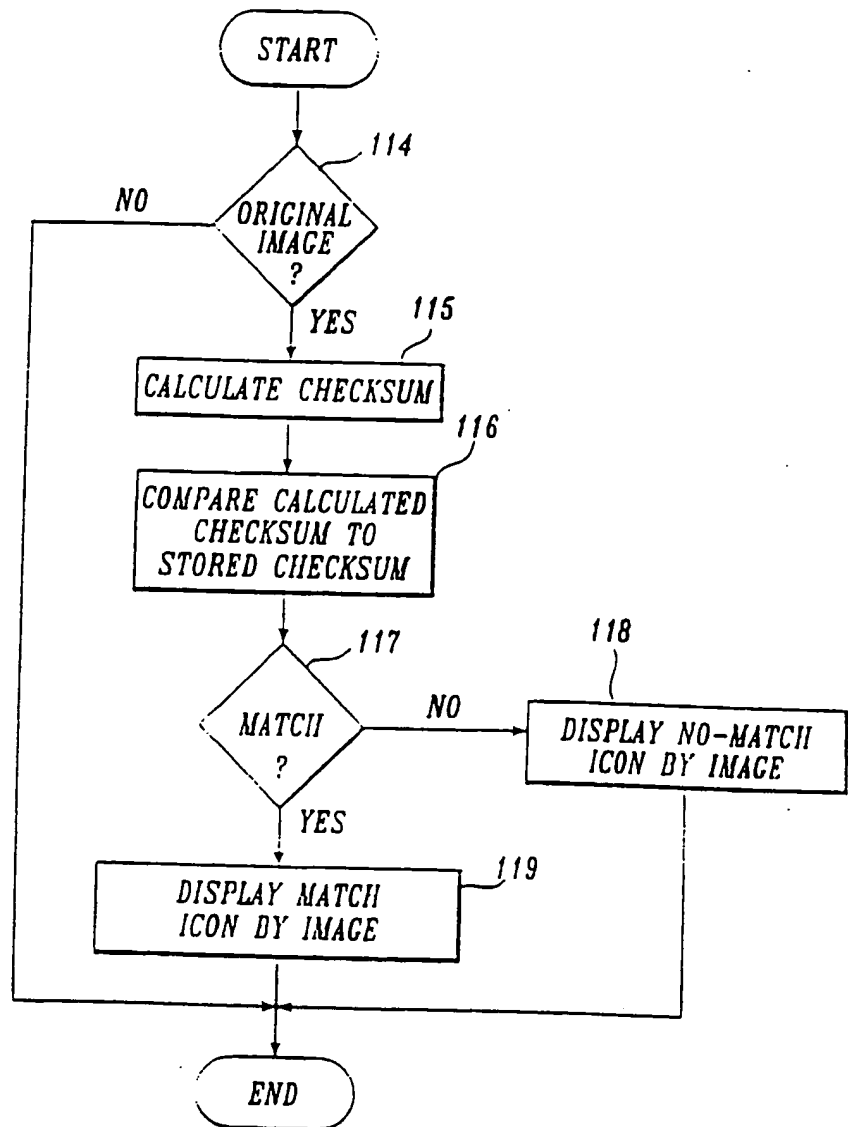 START
114
NO
ORIGINAL
IMAGE
?
YES
115
CALCULATE CHECKSUM
116
COMPARE CALCULATED
CHECKSUM TO
STORED CHECKSUM
117
118
MATCH
?
NO
DISPLAY NO-MATCH
ICON BY IMAGE
YES
119
DISPLAY MATCH
ICON BY IMAGE
END